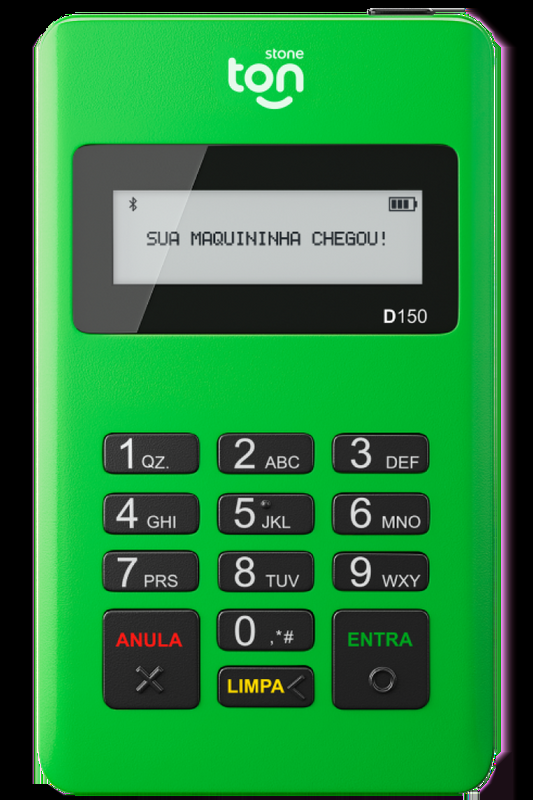 stone
ton
SUA MAQUININHA CHEGOU!
D150
1 QZ. 2 ABC 3 DEF
4 GHI 5 JKL 6 MNO
7 PRS 8 TUV 9 WXY
ANULA 0 ,*# ENTRA
LIMPA